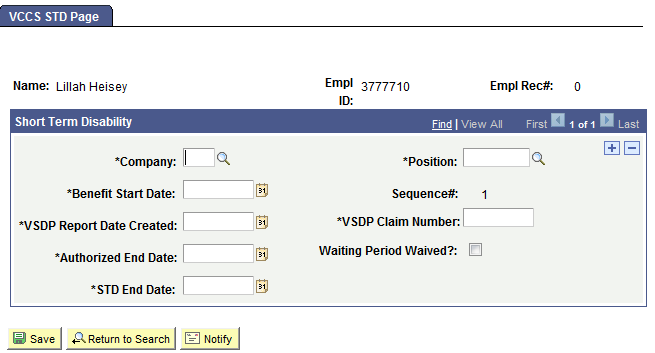 VCCS STD Page
Name: Lillah Heisey Empl ID: 3777710 Empl Rec#: 0
Short Term Disability Find | View All First 1 of 1 Last
*Company: *Position:
*Benefit Start Date: Sequence#: 1
*VSDP Report Date Created: *VSDP Claim Number:
*Authorized End Date: Waiting Period Waived?:
*STD End Date:
Save Return to Search Notify